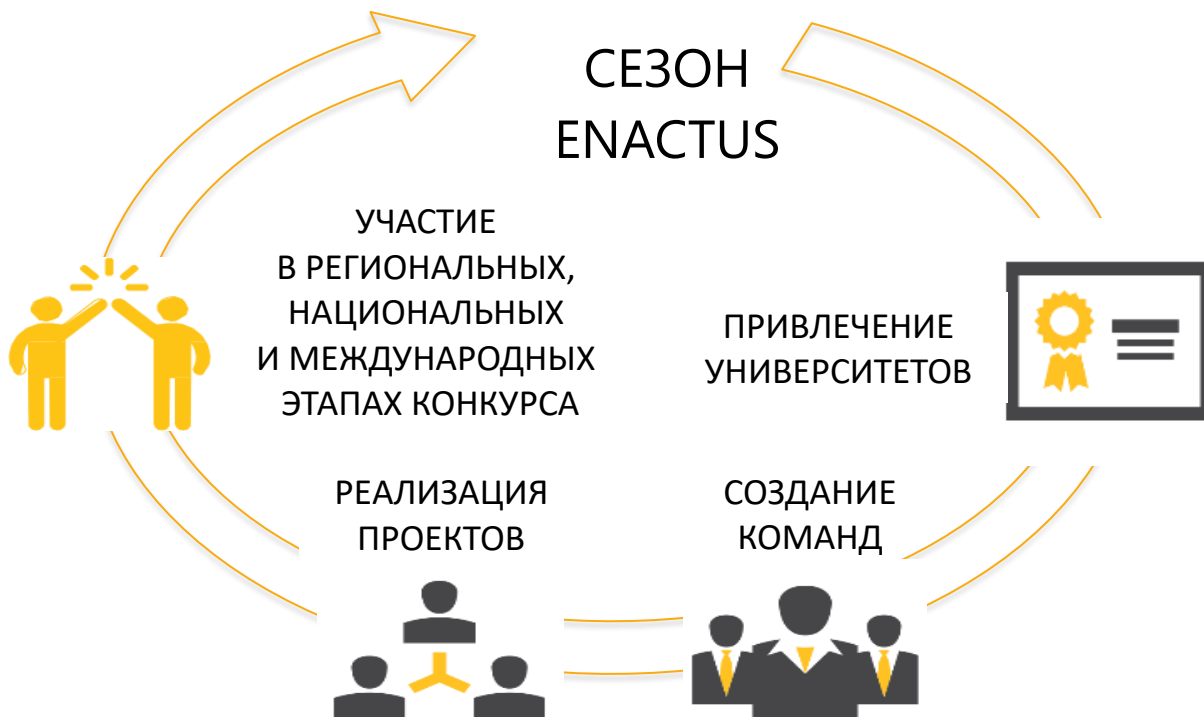 СЕЗОН
ENACTUS
ПРИВЛЕЧЕНИЕ
УНИВЕРСИТЕТОВ
СОЗДАНИЕ
КОМАНД
РЕАЛИЗАЦИЯ
ПРОЕКТОВ
УЧАСТИЕ
В РЕГИОНАЛЬНЫХ,
НАЦИОНАЛЬНЫХ
И МЕЖДУНАРОДНЫХ
ЭТАПАХ КОНКУРСА